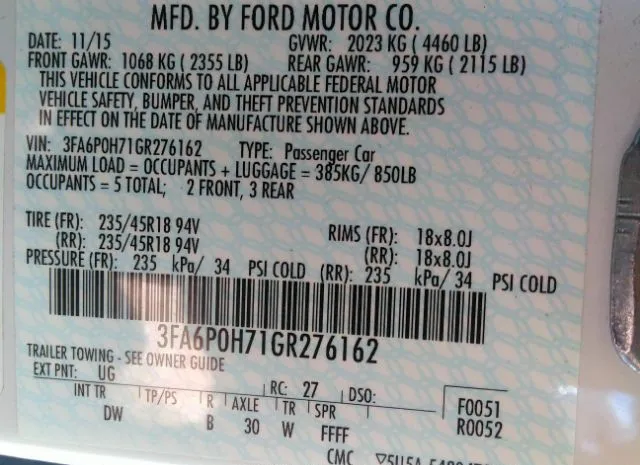 MFD. BY FORD MOTOR CO.
DATE: 11/15 GVWR: 2023 KG ( 4460 LB)
FRONT GAWR: 1068 KG ( 2355 LB) REAR GAWR: 959 KG ( 2115 LB)
THIS VEHICLE CONFORMS TO ALL APPLICABLE FEDERAL MOTOR
VEHICLE SAFETY, BUMPER, AND THEFT PREVENTION STANDARDS
IN EFFECT ON THE DATE OF MANUFACTURE SHOWN ABOVE.
VIN: 3FA6P0H71GR276162 TYPE: Passenger Car
MAXIMUM LOAD = OCCUPANTS + LUGGAGE = 385KG/ 850LB
OCCUPANTS = 5 TOTAL; 2 FRONT, 3 REAR
TIRE (FR): 235/45R18 94V RIMS (FR): 18x8.0J
(RR): 235/45R18 94V (RR): 18x8.0J
PRESSURE (FR): 235 kPa/ 34 PSI COLD (RR): 235 kPa/ 34 PSI COLD
3FA6P0H71GR276162
TRAILER TOWING - SEE OWNER GUIDE
EXT PNT: UG RC: 27 DSO:
INT TR TP/PS R AXLE TR SPR F0051
DW B 30 W FFFF R0052
CMC